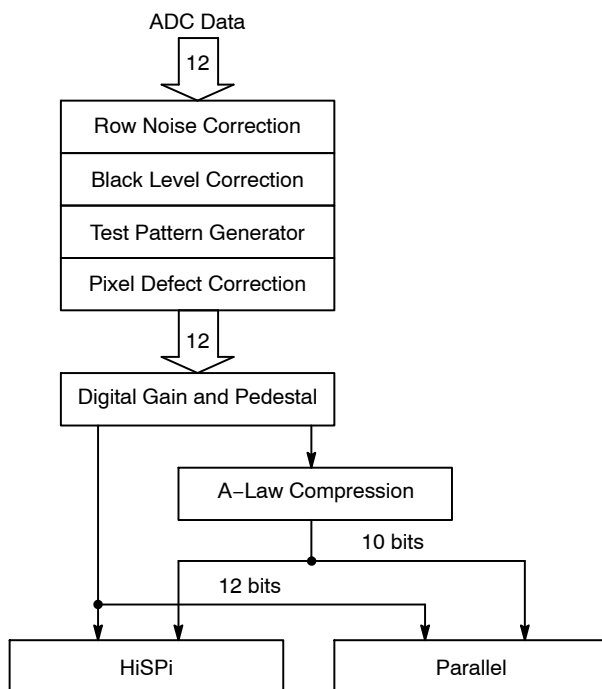 ADC Data
12
Row Noise Correction
Black Level Correction
Test Pattern Generator
Pixel Defect Correction
12
Digital Gain and Pedestal
A−Law Compression
10 bits
12 bits
HiSPi
Parallel